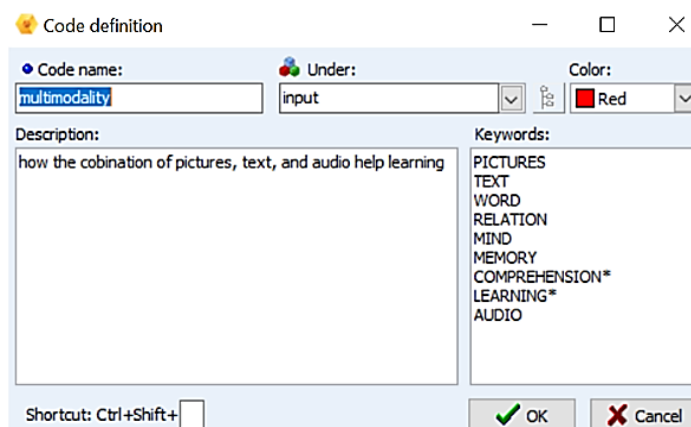 Code definition
Code name:
Under:
Color:
multimodality
input
Red
Description:
Keywords:
how the cobination of pictures, text, and audio help learning
PICTURES
TEXT
WORD
RELATION
MIND
MEMORY
COMPREHENSION*
LEARNING*
AUDIO
Shortcut: Ctrl+Shift+
OK
Cancel